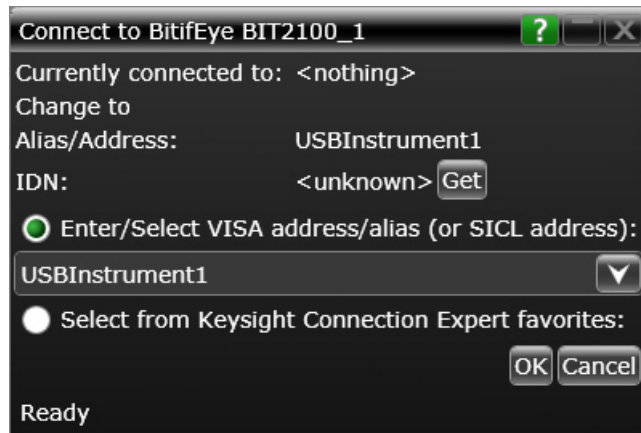 Connect to BitifEye BIT2100_1 ?
Currently connected to: <nothing>
Change to
Alias/Address: USBInstrument1
IDN: <unknown> Get
Enter/Select VISA address/alias (or SICL address):
USBInstrument1
Select from Keysight Connection Expert favorites:
OK Cancel
Ready